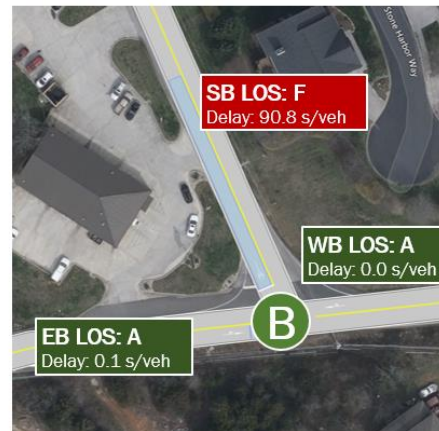 Stone Harbor Way
SB LOS: F
Delay: 90.8 s/veh
WB LOS: A
Delay: 0.0 s/veh
B
EB LOS: A
Delay: 0.1 s/veh